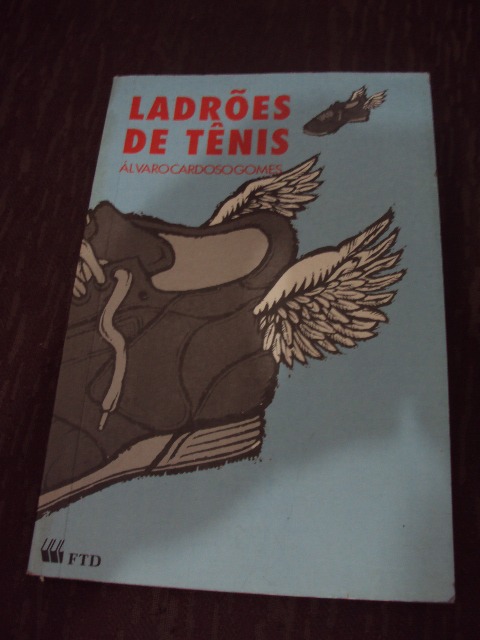 LADRÕES
DE TÊNIS
ÁLVARO CARDOSO GOMES
FTD